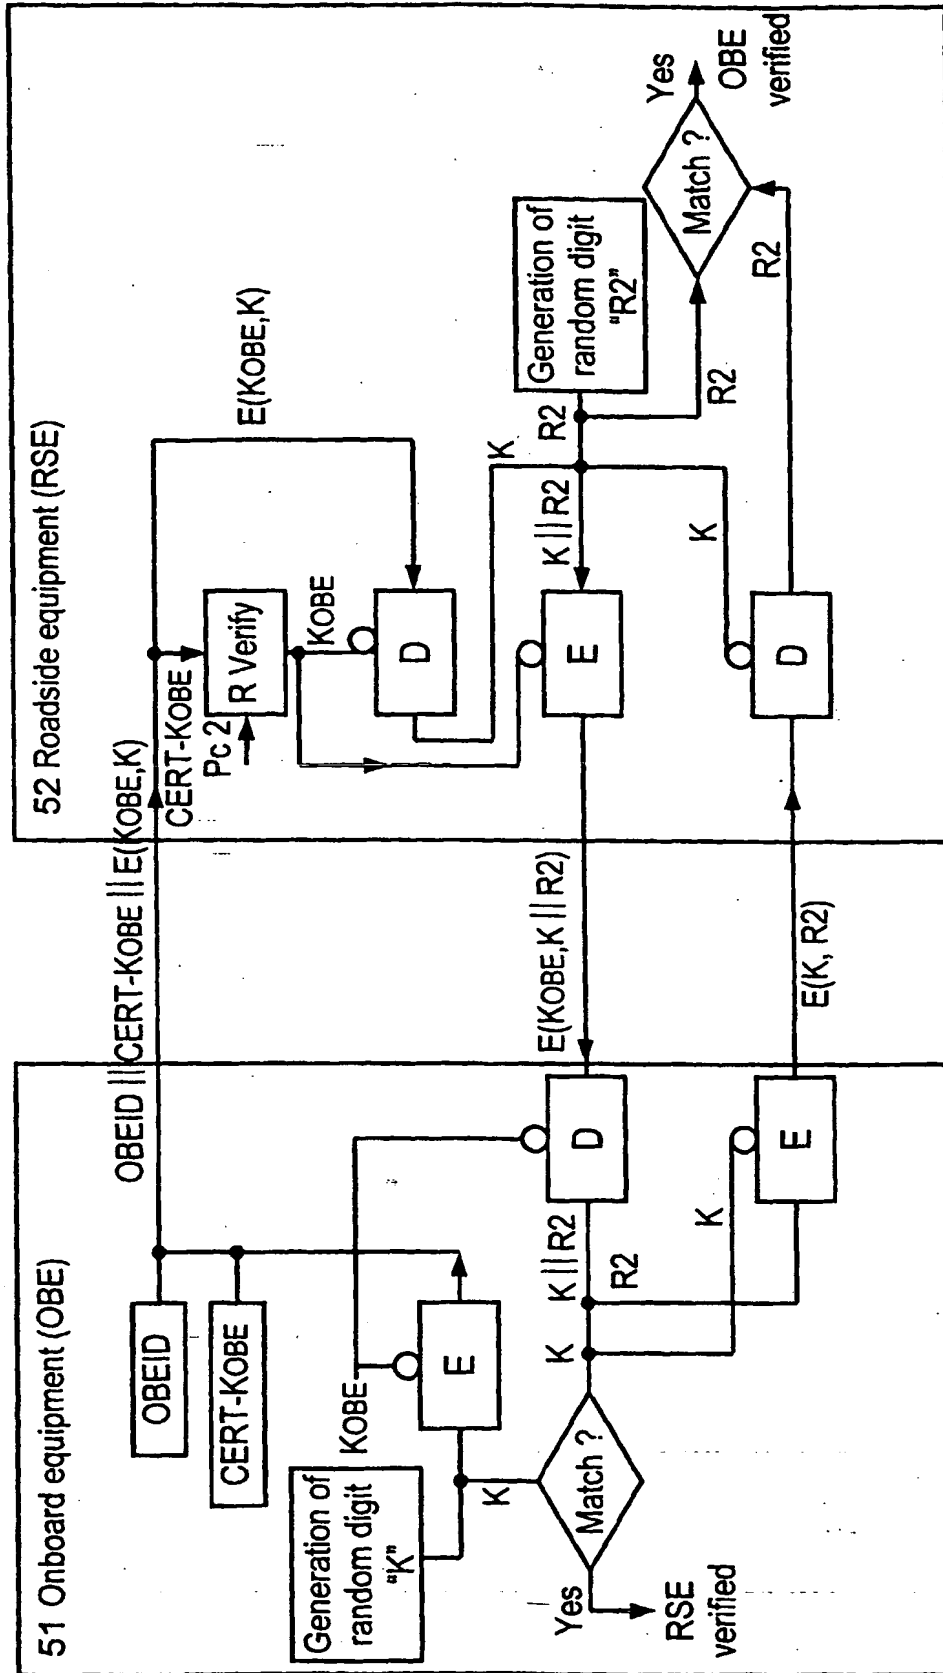 51 Onboard equipment (OBE)
OBEID
CERT-KOBE
Generation of
random digit
"K"
KOBE
E
K
Match ?
Yes
RSE
verified
K
K || R2
R2
D
K
E
OBEID || CERT-KOBE || E(KOBE,K)
E(KOBE,K || R2)
E(K, R2)
52 Roadside equipment (RSE)
CERT-KOBE
Pc 2
R Verify
KOBE
D
E(KOBE,K)
K
K || R2
R2
E
Generation of
random digit
"R2"
K
D
R2
R2
Match ?
Yes
OBE
verified